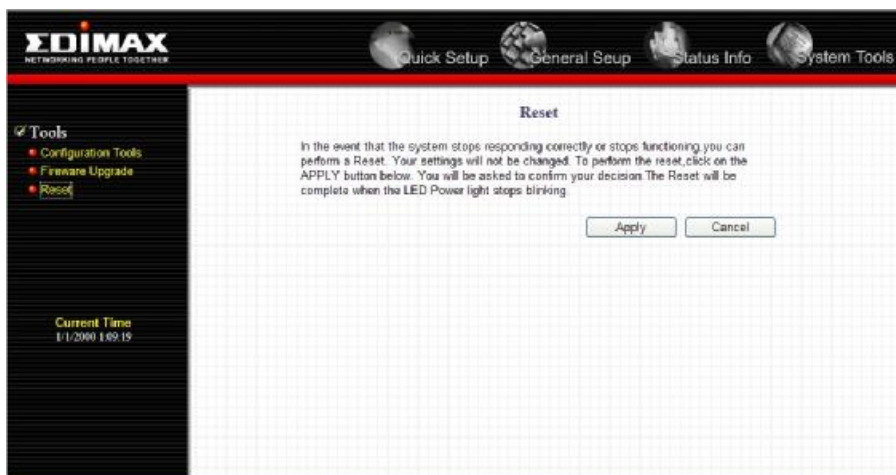 EDIMAX
NETWORKING PEOPLE TOGETHER
Quick Setup
General Seup
Status Info
System Tools
Tools
Configuration Tools
Fireware Upgrade
Reset
Current Time
1/1/2000 1:09:19
Reset
In the event that the system stops responding correctly or stops functioning,you can
perform a Reset. Your settings will not be changed. To perform the reset,click on the
APPLY button below. You will be asked to confirm your decision.The Reset will be
complete when the LED Power light stops blinking.
Apply
Cancel